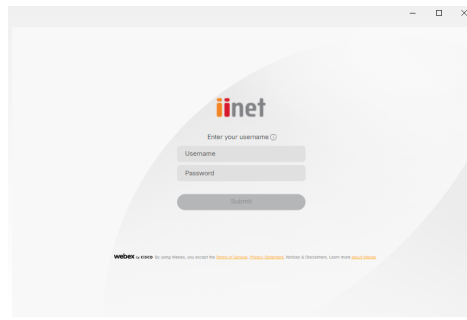 iinet
Enter your username
Username
Password
Submit
webex by CISCO By using Webex, you accept the Terms of Service, Privacy Statement, Notices & Disclaimers. Learn more about Webex